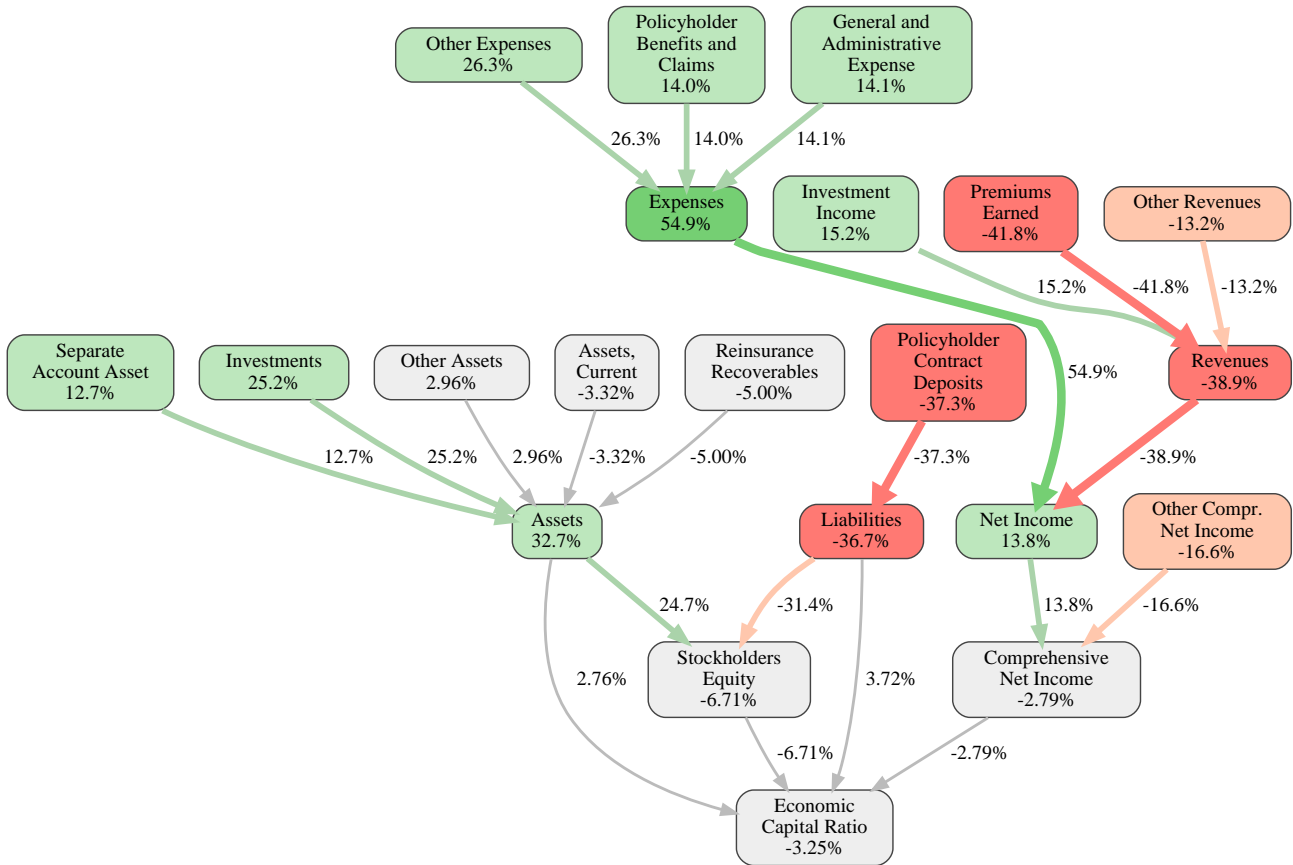 Other Expenses
26.3%
Policyholder
Benefits and
Claims
14.0%
General and
Administrative
Expense
14.1%
26.3%
14.0%
14.1%
Expenses
54.9%
Investment
Income
15.2%
Premiums
Earned
-41.8%
Other Revenues
-13.2%
15.2%
-41.8%
-13.2%
Separate
Account Asset
12.7%
Investments
25.2%
Other Assets
2.96%
Assets,
Current
-3.32%
Reinsurance
Recoverables
-5.00%
Policyholder
Contract
Deposits
-37.3%
54.9%
Revenues
-38.9%
12.7%
25.2%
2.96%
-3.32%
-5.00%
-37.3%
-38.9%
Assets
32.7%
Liabilities
-36.7%
Net Income
13.8%
Other Compr.
Net Income
-16.6%
24.7%
-31.4%
13.8%
-16.6%
2.76%
Stockholders
Equity
-6.71%
3.72%
Comprehensive
Net Income
-2.79%
-6.71%
-2.79%
Economic
Capital Ratio
-3.25%